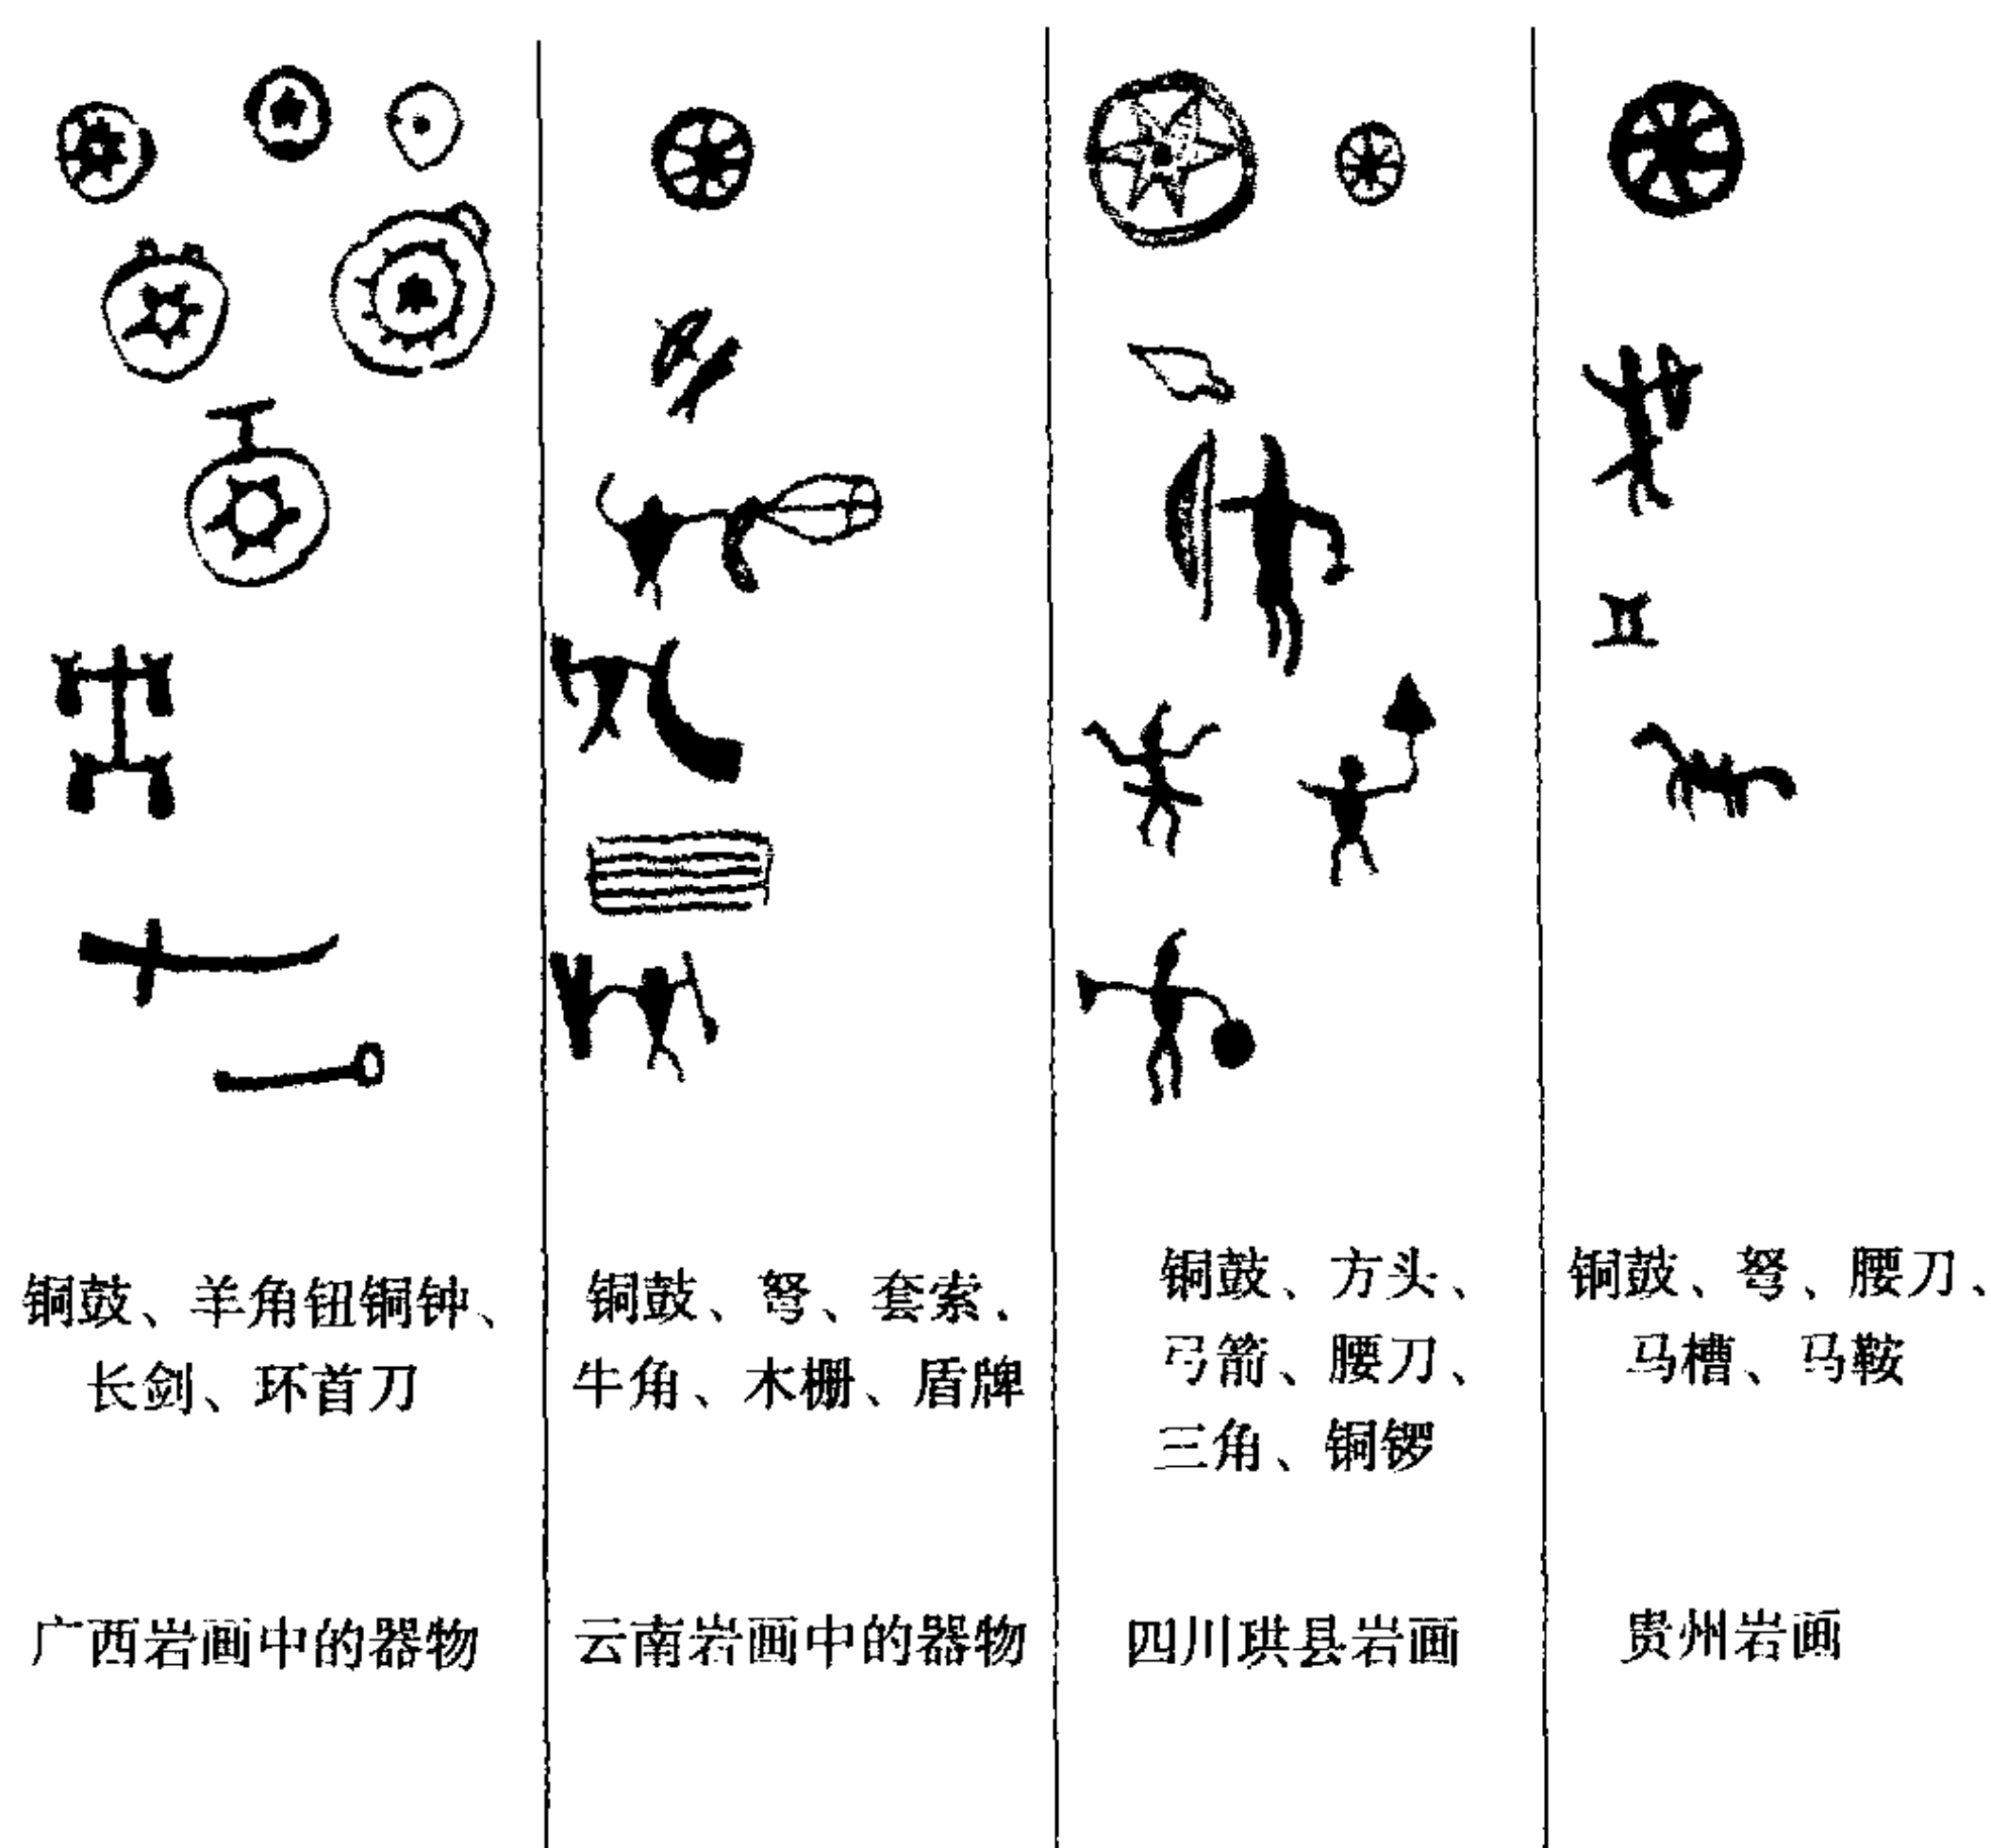 铜鼓、羊角钮铜钟、
长剑、环首刀
广西岩画中的器物
铜鼓、弩、套索.
牛角、木栅、盾牌
云南岩画中的器物
铜鼓、方头、
弓箭、腰刀、
三角、铜锣
四川珙县岩画
铜鼓、弩、腰刀、
马槽、马鞍
贵州岩画